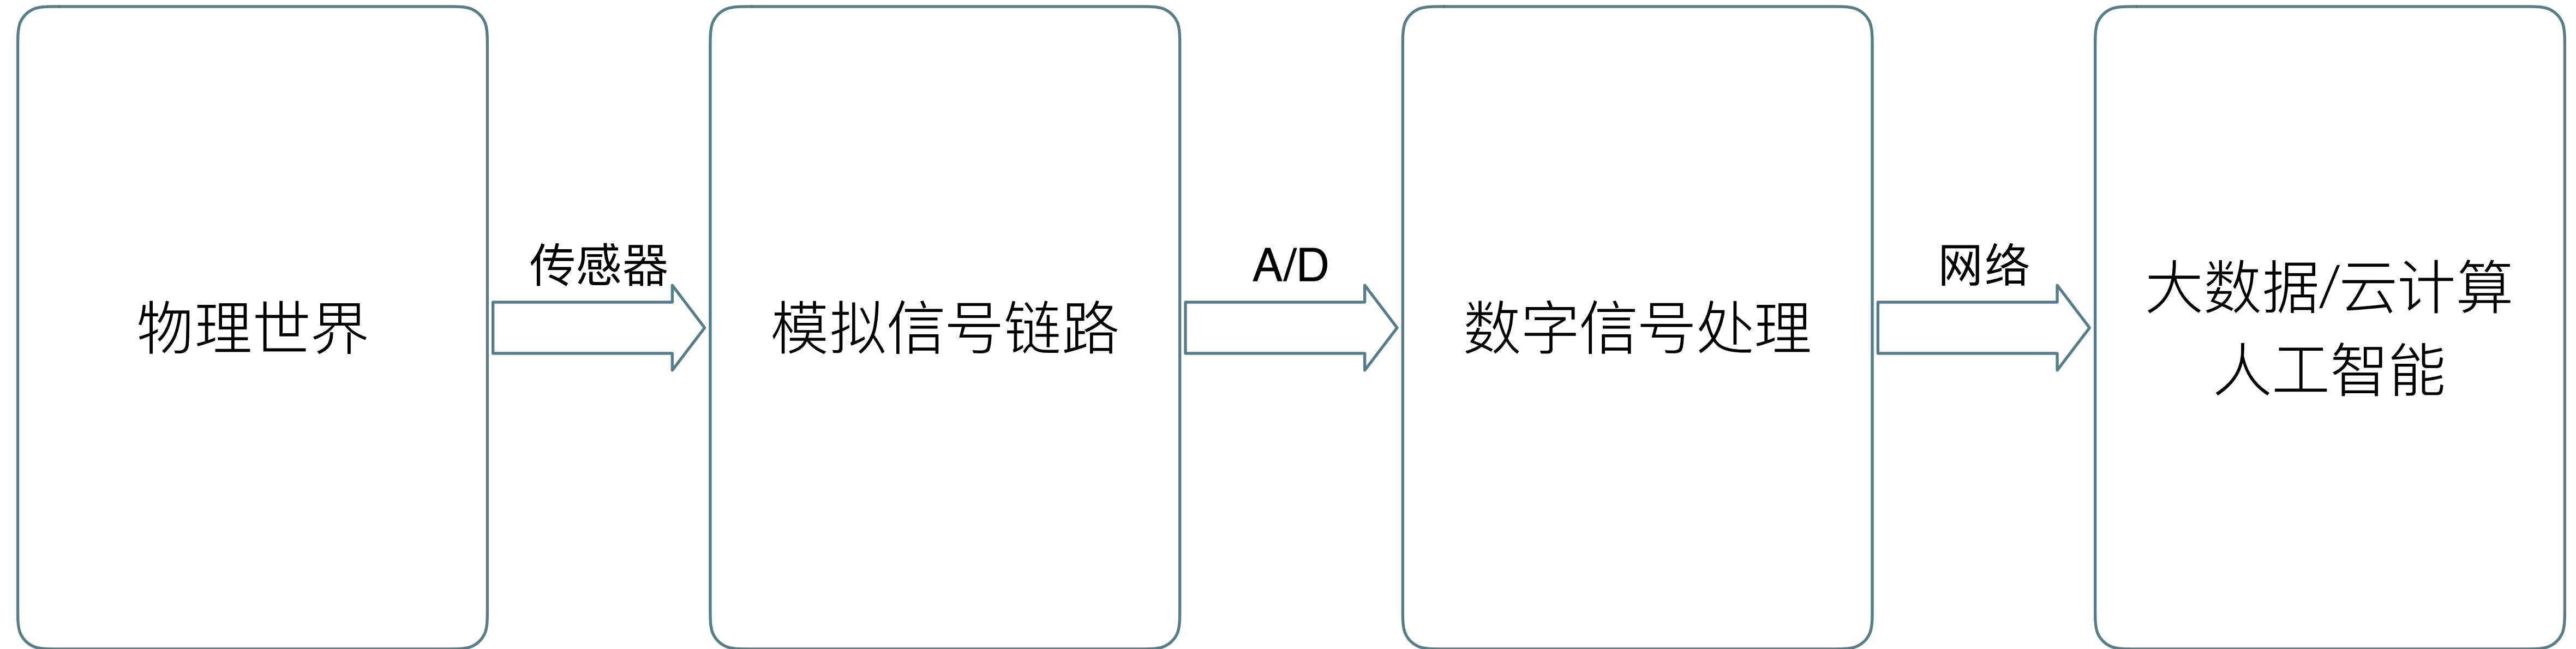 物理世界
传感器
模拟信号链路
A/D
数字信号处理
网络
大数据/云计算
人工智能